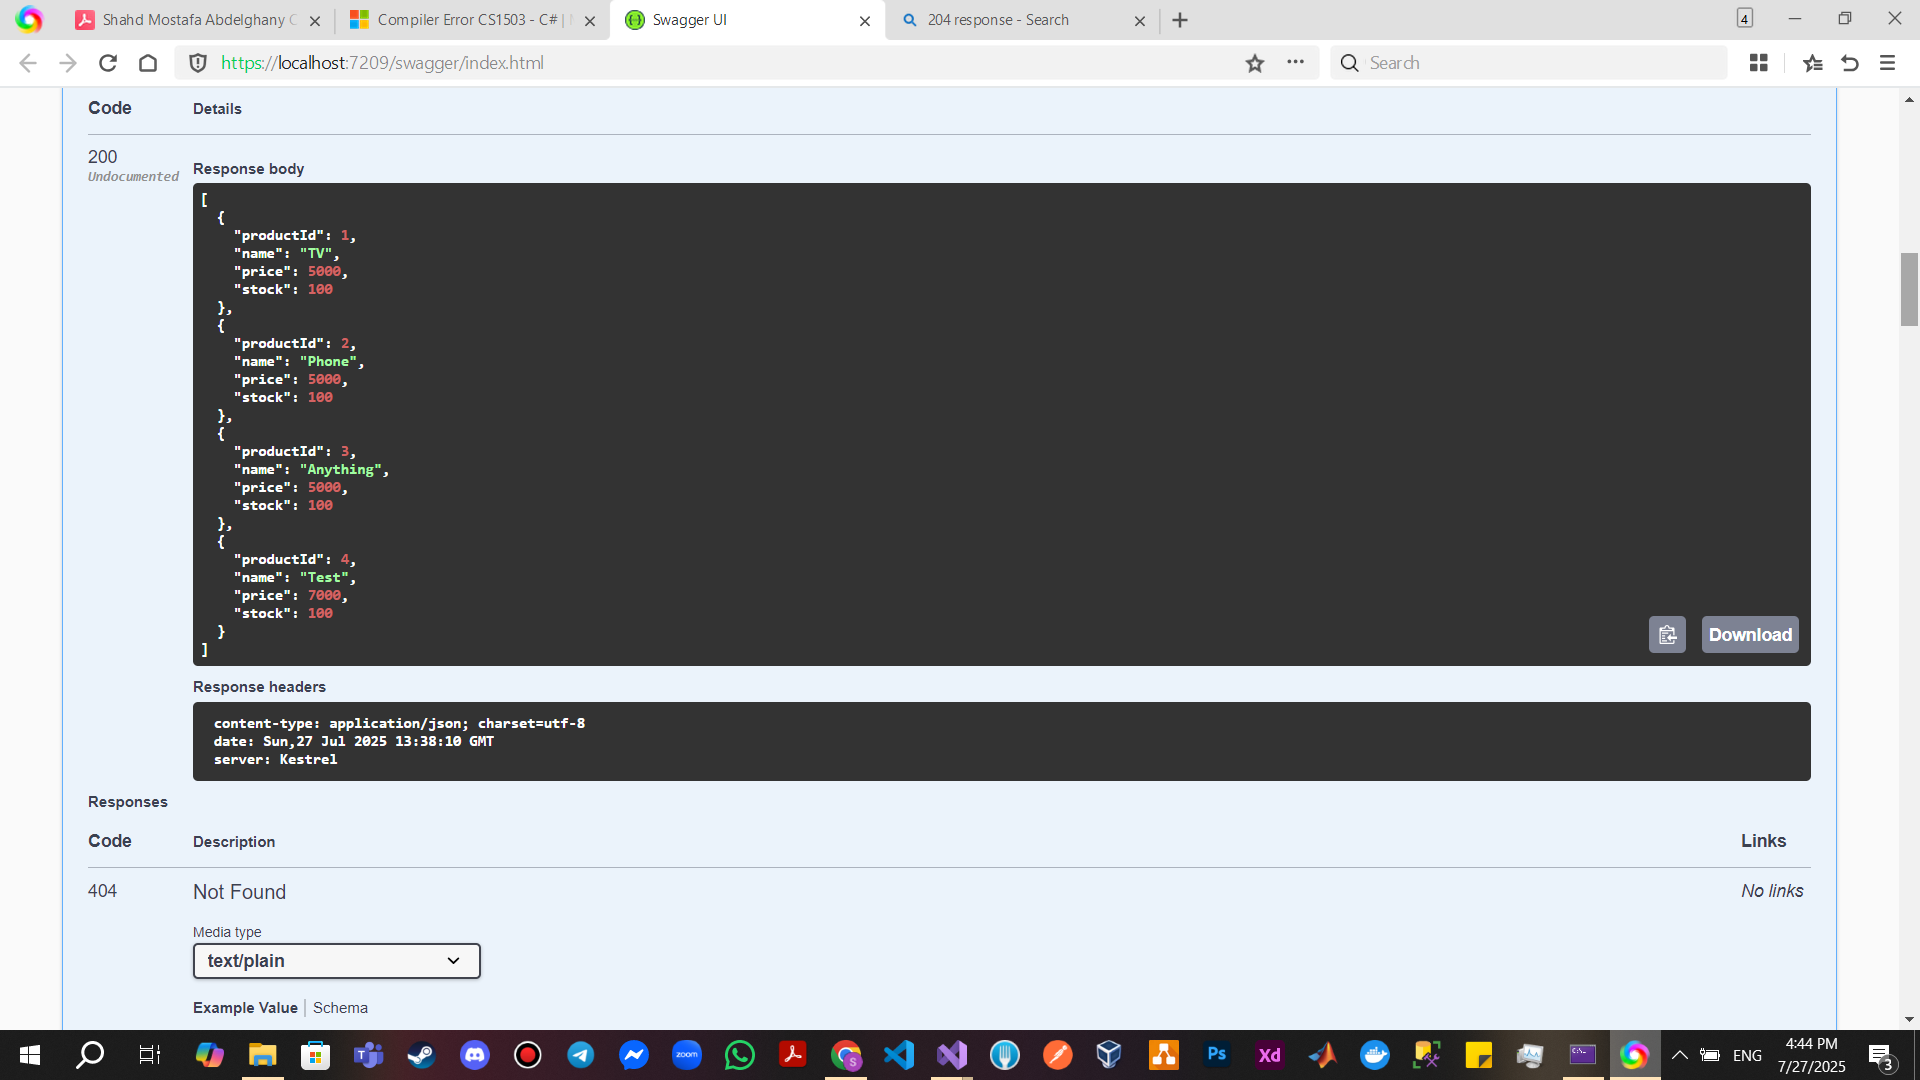 Shahd Mostafa Abdelghany C
Compiler Error CS1503 - C# |
Swagger UI
204 response - Search
4
https://localhost:7209/swagger/index.html
Search
Code
Details
200
Undocumented
Response body
[
{
"productId": 1,
"name": "TV",
"price": 5000,
"stock": 100
},
{
"productId": 2,
"name": "Phone",
"price": 5000,
"stock": 100
},
{
"productId": 3,
"name": "Anything",
"price": 5000,
"stock": 100
},
{
"productId": 4,
"name": "Test",
"price": 7000,
"stock": 100
}
]
Download
Response headers
content-type: application/json; charset=utf-8
date: Sun,27 Jul 2025 13:38:10 GMT
server: Kestrel
Responses
Code
Description
Links
404
Not Found
No links
Media type
text/plain
Example Value
Schema
zoom
S
Ps
Xd
ENG
4:44 PM
7/27/2025
3